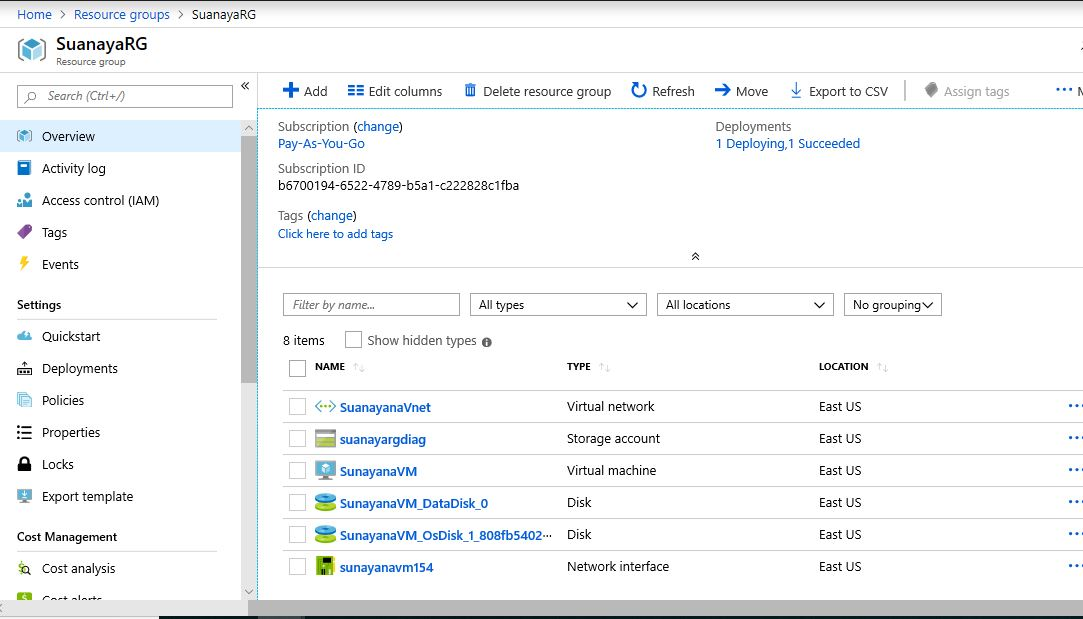 Home > Resource groups > SuanayaRG
SuanayaRG
Resource group
Search (Ctrl+/)
«
Add
Edit columns
Delete resource group
Refresh
Move
Export to CSV
Assign tags
Overview
Activity log
Access control (IAM)
Tags
Events
Settings
Quickstart
Deployments
Policies
Properties
Locks
Export template
Cost Management
Cost analysis
Cost alerts
Subscription (change)
Pay-As-You-Go
Subscription ID
b6700194-6522-4789-b5a1-c222828c1fba
Tags (change)
Click here to add tags
Deployments
1 Deploying,1 Succeeded
Filter by name...
All types
All locations
No grouping
8 items
Show hidden types
NAME TYPE LOCATION
SuanayanaVnet Virtual network East US
suanayargdiag Storage account East US
SunayanaVM Virtual machine East US
SunayanaVM_DataDisk_0 Disk East US
SunayanaVM_OsDisk_1_808fb5402··· Disk East US
sunayanavm154 Network interface East US